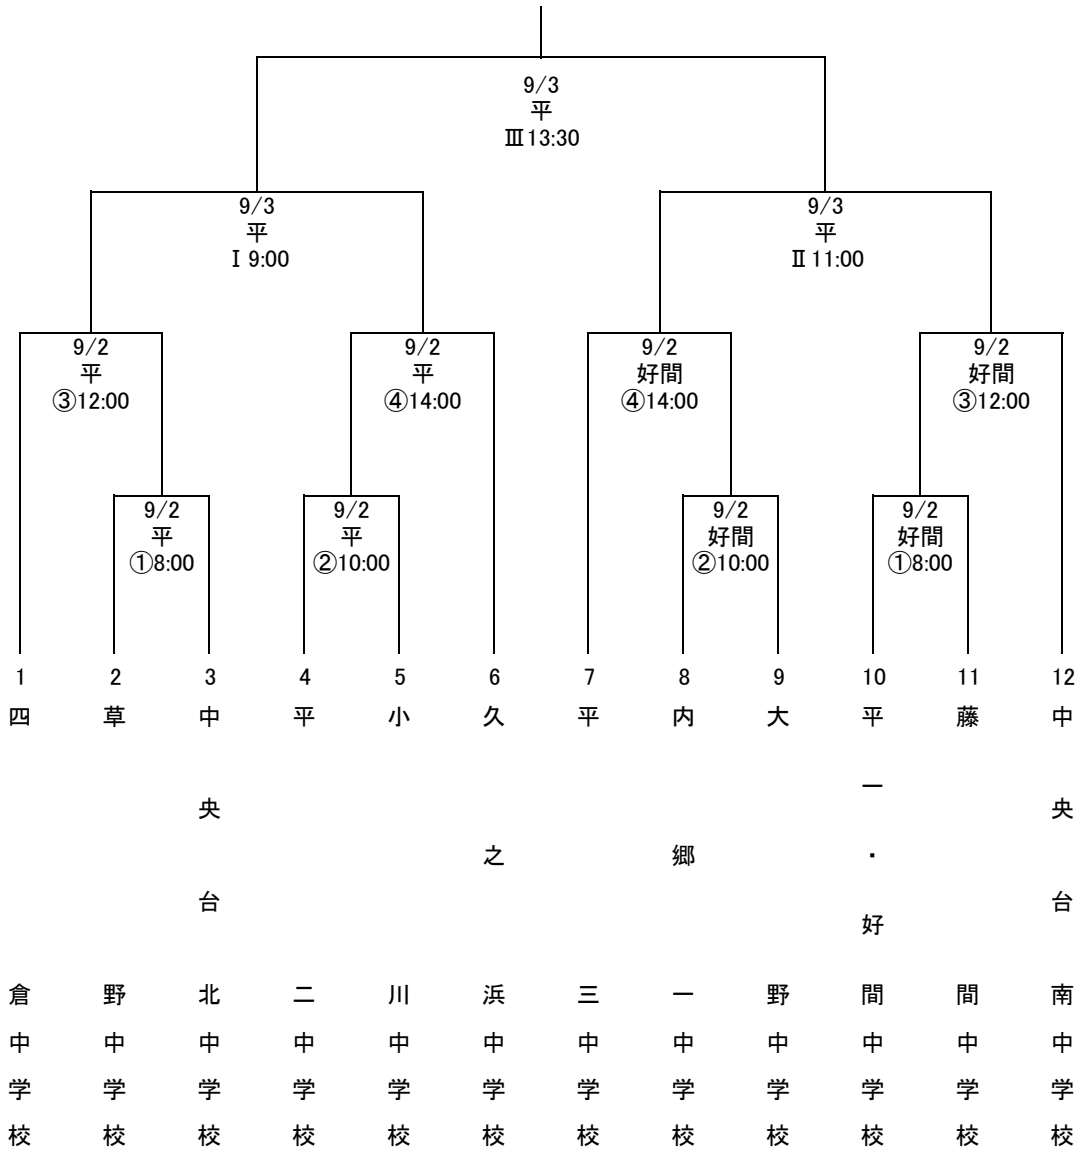 9/3
平
Ⅲ13:30
9/3
平
Ⅰ 9:00
9/3
平
Ⅱ 11:00
9/2
平
③12:00
9/2
平
④14:00
9/2
好間
④14:00
9/2
好間
③12:00
9/2
平
①8:00
9/2
平
②10:00
9/2
好間
②10:00
9/2
好間
①8:00
1
四倉中学校
2
草野中学校
3
中央台北中学校
4
平二中学校
5
小川中学校
6
久之浜中学校
7
平三中学校
8
内郷一中学校
9
大野中学校
10
平一・好間中学校
11
藤間中学校
12
中央台南中学校